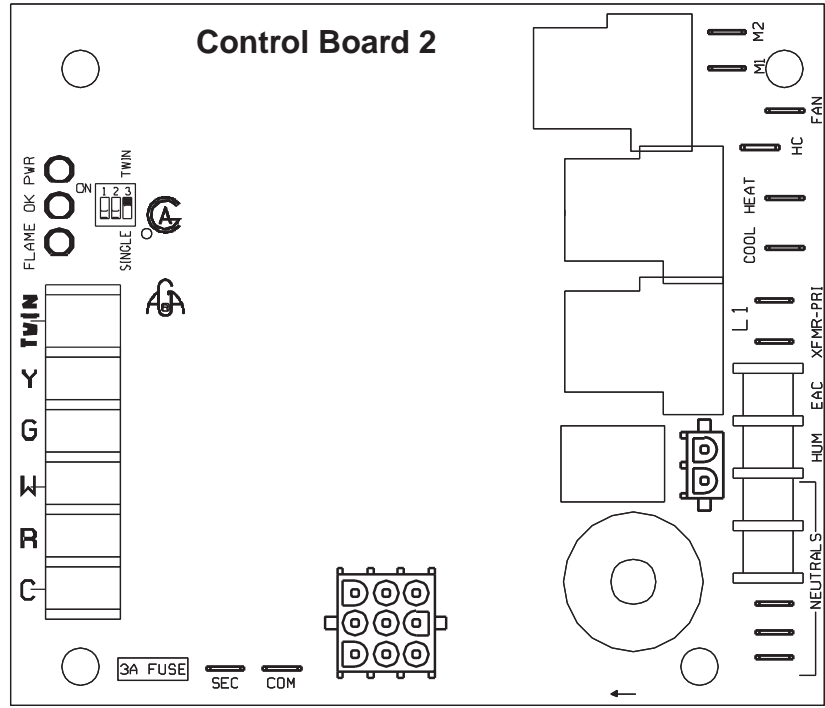 Control Board 2
M2
M1
FAN
HC
HEAT
COOL
L1
XFMR-PRI
EAC
HUM
NEUTRALS
PWR
OK
FLAME
ON
1 2 3
TWIN
SINGLE
A
TWIN
Y
G
W
R
C
3A FUSE
SEC
COM